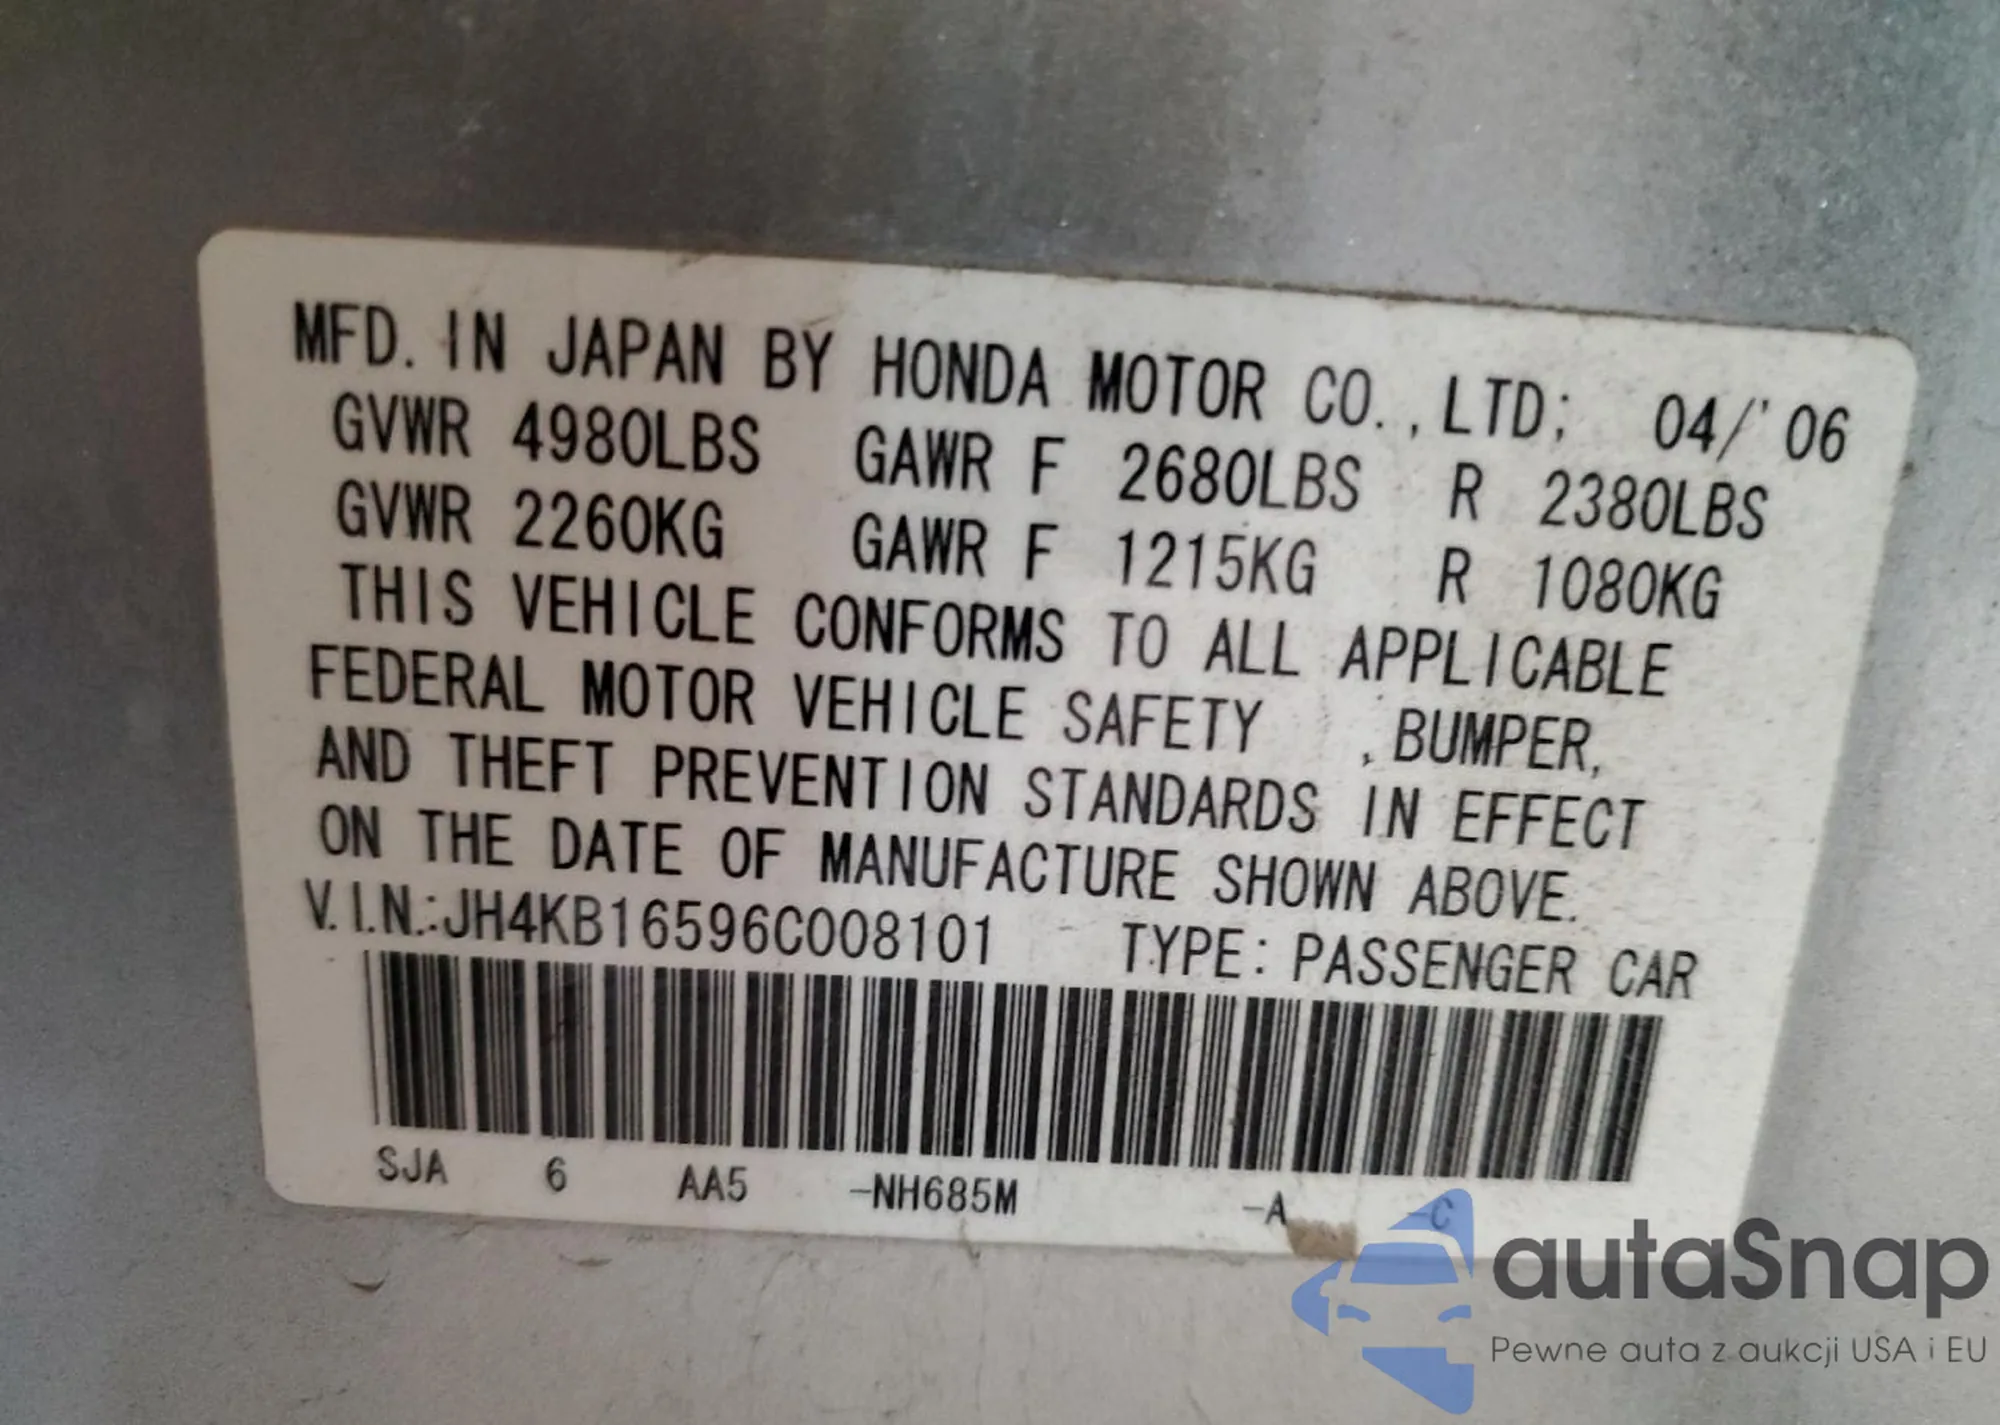 MFD. IN JAPAN BY HONDA MOTOR CO.,LTD; 04/'06
GVWR 4980LBS GAWR F 2680LBS R 2380LBS
GVWR 2260KG GAWR F 1215KG R 1080KG
THIS VEHICLE CONFORMS TO ALL APPLICABLE
FEDERAL MOTOR VEHICLE SAFETY , BUMPER,
AND THEFT PREVENTION STANDARDS IN EFFECT
ON THE DATE OF MANUFACTURE SHOWN ABOVE.
V.I.N.:JH4KB16596C008101 TYPE: PASSENGER CAR
SJA 6 AA5 -NH685M -A -C
autaSnap
Pewne auta z aukcji USA i EU